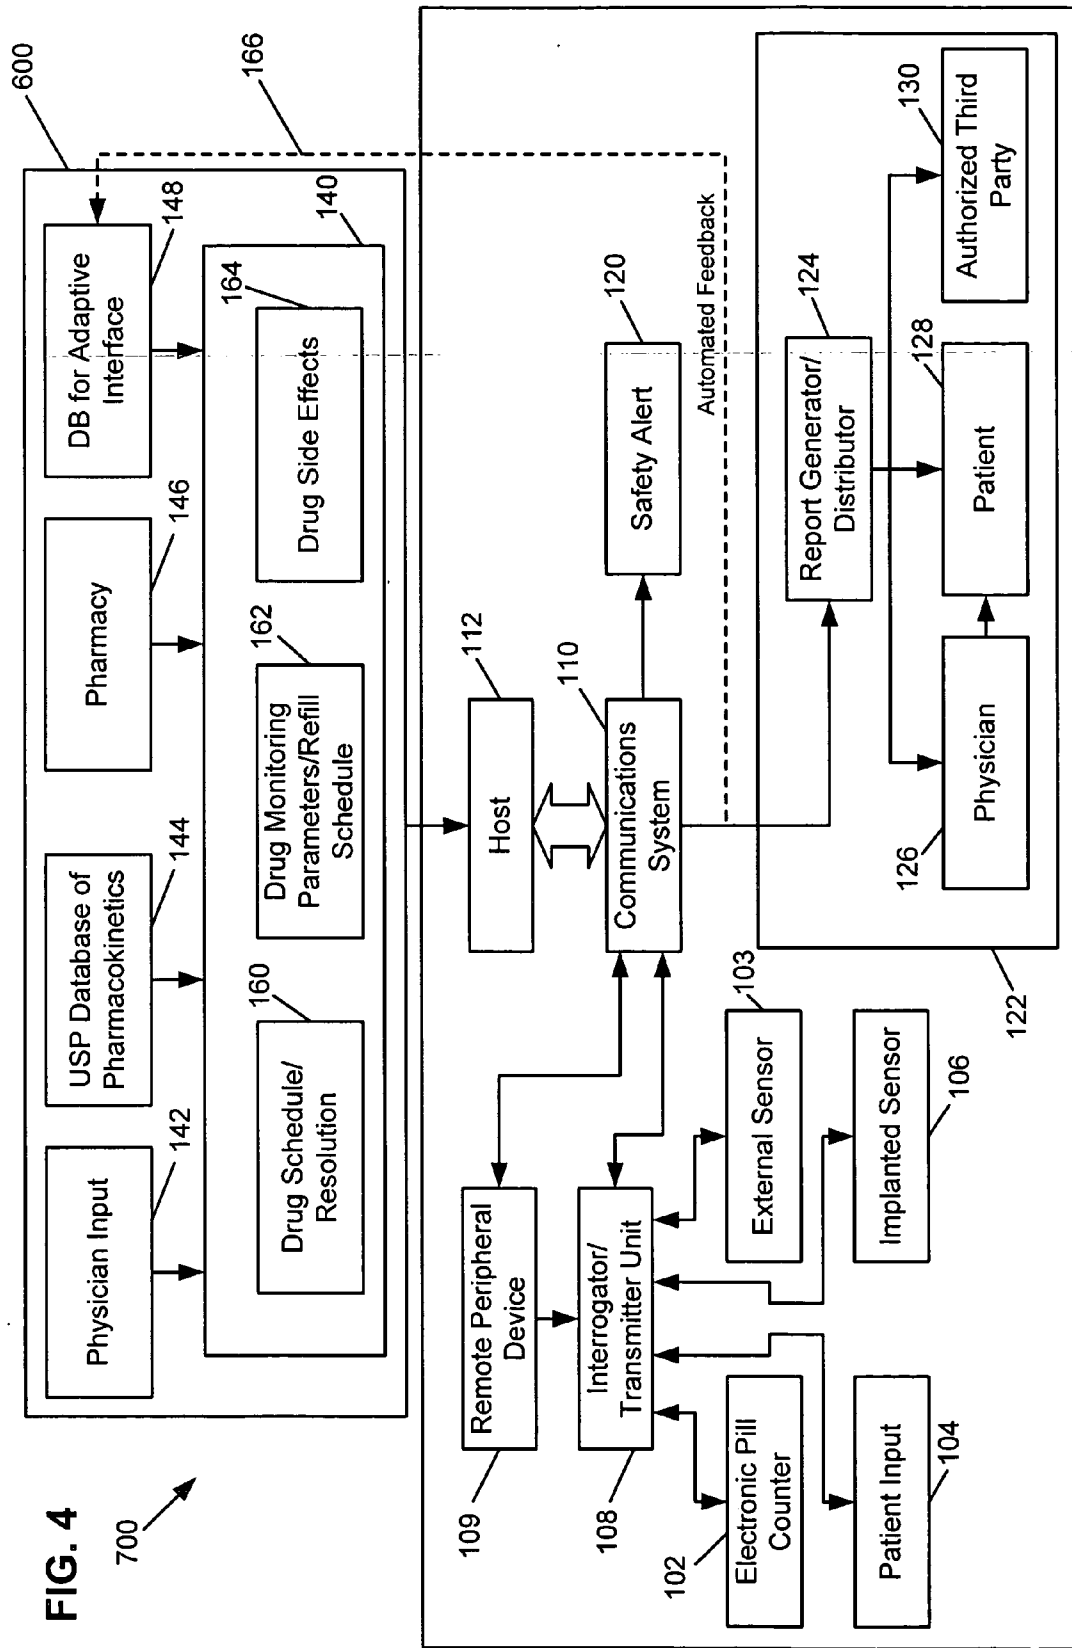 FIG. 4
700
600
Physician Input
142
USP Database of
Pharmacokinetics
144
Pharmacy
146
DB for Adaptive
Interface
148
166
140
Drug Schedule/
Resolution
160
Drug Monitoring
Parameters/Refill
Schedule
162
Drug Side Effects
164
Remote Peripheral
Device
109
Host
112
Interrogator/
Transmitter Unit
108
Communications
System
110
Safety Alert
120
Automated Feedback
Electronic Pill
Counter
102
External Sensor
103
Patient Input
104
Implanted Sensor
106
122
Report Generator/
Distributor
124
Physician
126
Patient
128
Authorized Third
Party
130